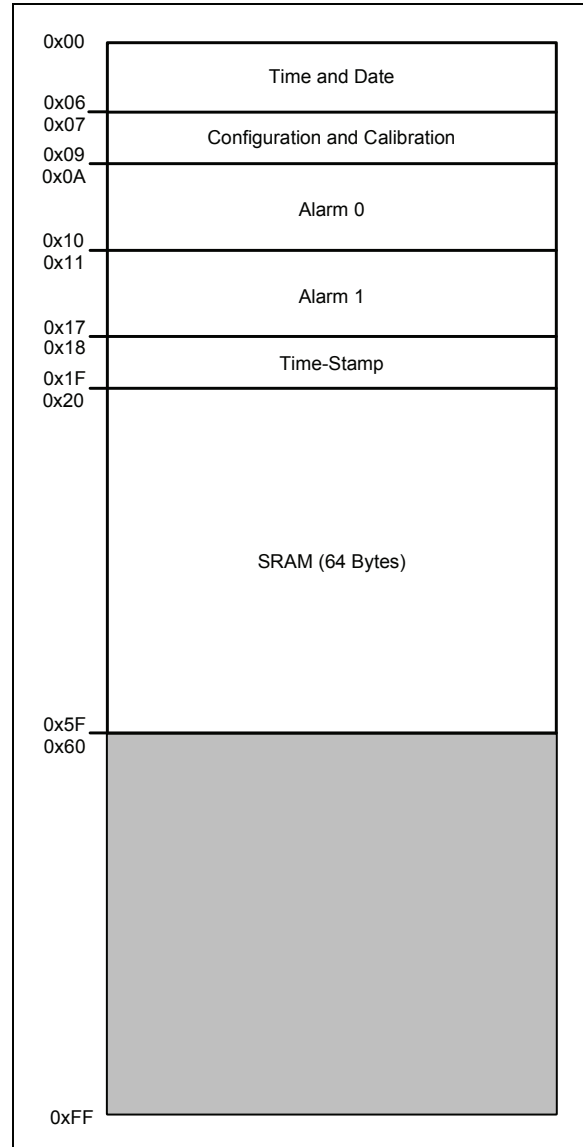 0x00
Time and Date
0x06
0x07
Configuration and Calibration
0x09
0x0A
Alarm 0
0x10
0x11
Alarm 1
0x17
0x18
Time-Stamp
0x1F
0x20
SRAM (64 Bytes)
0x5F
0x60
0xFF